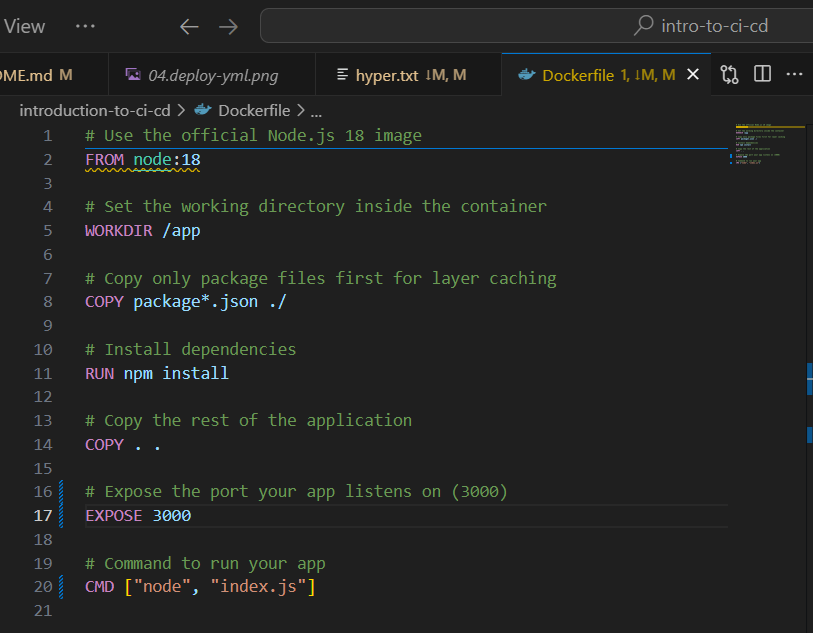 View ··· ← → intro-to-ci-cd
OME.md M 04.deploy-yml.png hyper.txt ↓M, M Dockerfile 1, ↓M, M
introduction-to-ci-cd > Dockerfile > ...
1 # Use the official Node.js 18 image
2 FROM node:18
3
4 # Set the working directory inside the container
5 WORKDIR /app
6
7 # Copy only package files first for layer caching
8 COPY package*.json ./
9
10 # Install dependencies
11 RUN npm install
12
13 # Copy the rest of the application
14 COPY . .
15
16 # Expose the port your app listens on (3000)
17 EXPOSE 3000
18
19 # Command to run your app
20 CMD ["node", "index.js"]
21